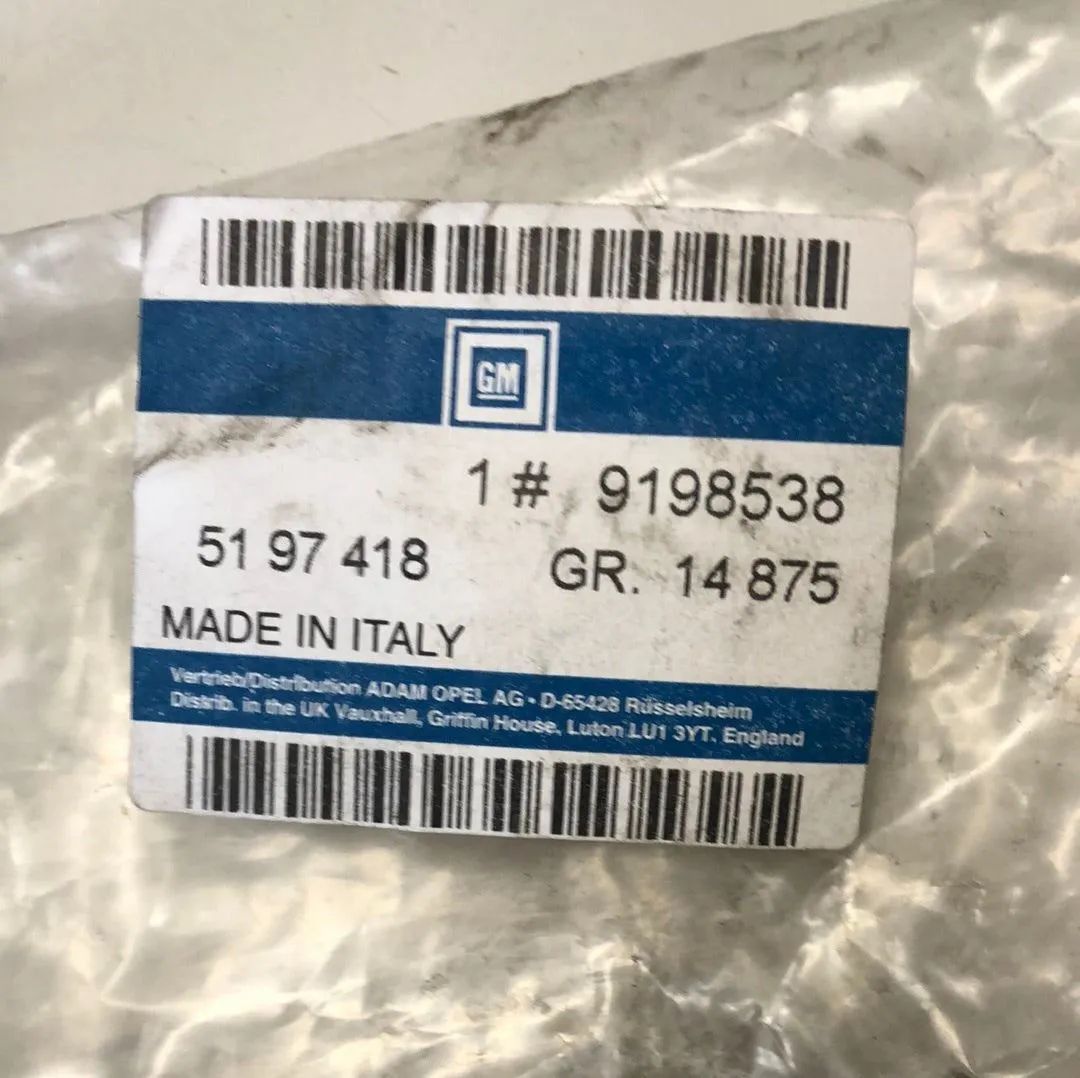 GM
1 # 9198538
51 97 418 GR. 14 875
MADE IN ITALY
Vertrieb/Distribution ADAM OPEL AG - D-65428 Rüsselsheim
Distrib. in the UK Vauxhall, Griffin House, Luton LU1 3YT. England